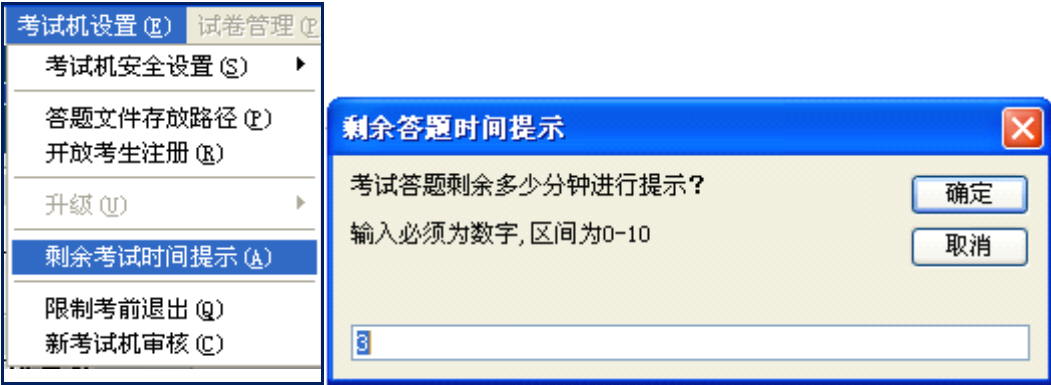 考试机设置(E) 试卷管理(P
考试机安全设置(S)
答题文件存放路径(P)
开放考生注册(R)
升级(U)
剩余考试时间提示(A)
限制考前退出(Q)
新考试机审核(C)
剩余答题时间提示
考试答题剩余多少分钟进行提示?
输入必须为数字,区间为0-10
确定
取消
3